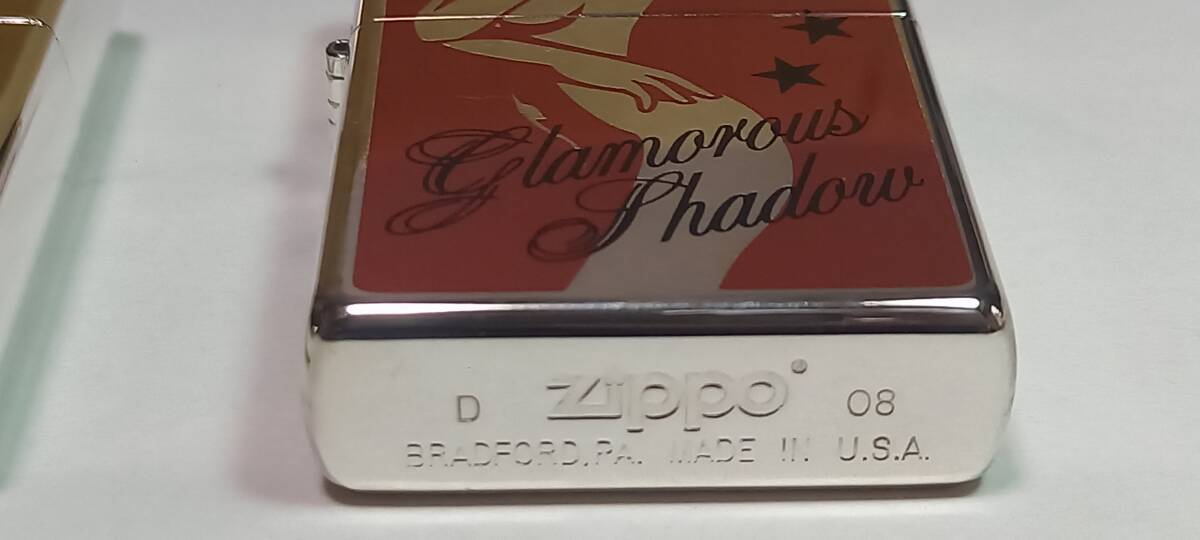 Glamorous
Shadow
D Zippo® 08
BRADFORD, PA. MADE IN U.S.A.